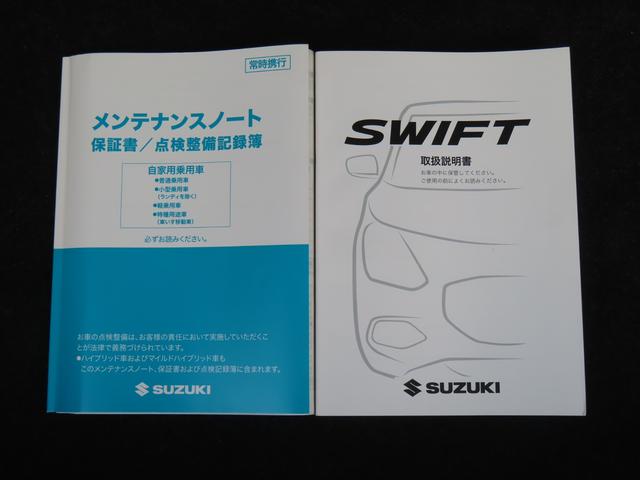 常時携行
メンテナンスノート
保証書／点検整備記録簿
自家用乗用車
●普通乗用車
●小型乗用車
(ランディを除く)
●軽乗用車
●特種用途車
(車いす移動車)
必ずお読みください。
お車の点検整備は、お客様の責任において実施していただくこ
とが法律で義務づけられています。
●ハイブリッド車およびマイルドハイブリッド車も
このメンテナンスノート、保証書および点検記録簿に含まれます。
SUZUKI
SWIFT
取扱説明書
お車の中に保管してください。
ご使用の前によくお読みください。
SUZUKI